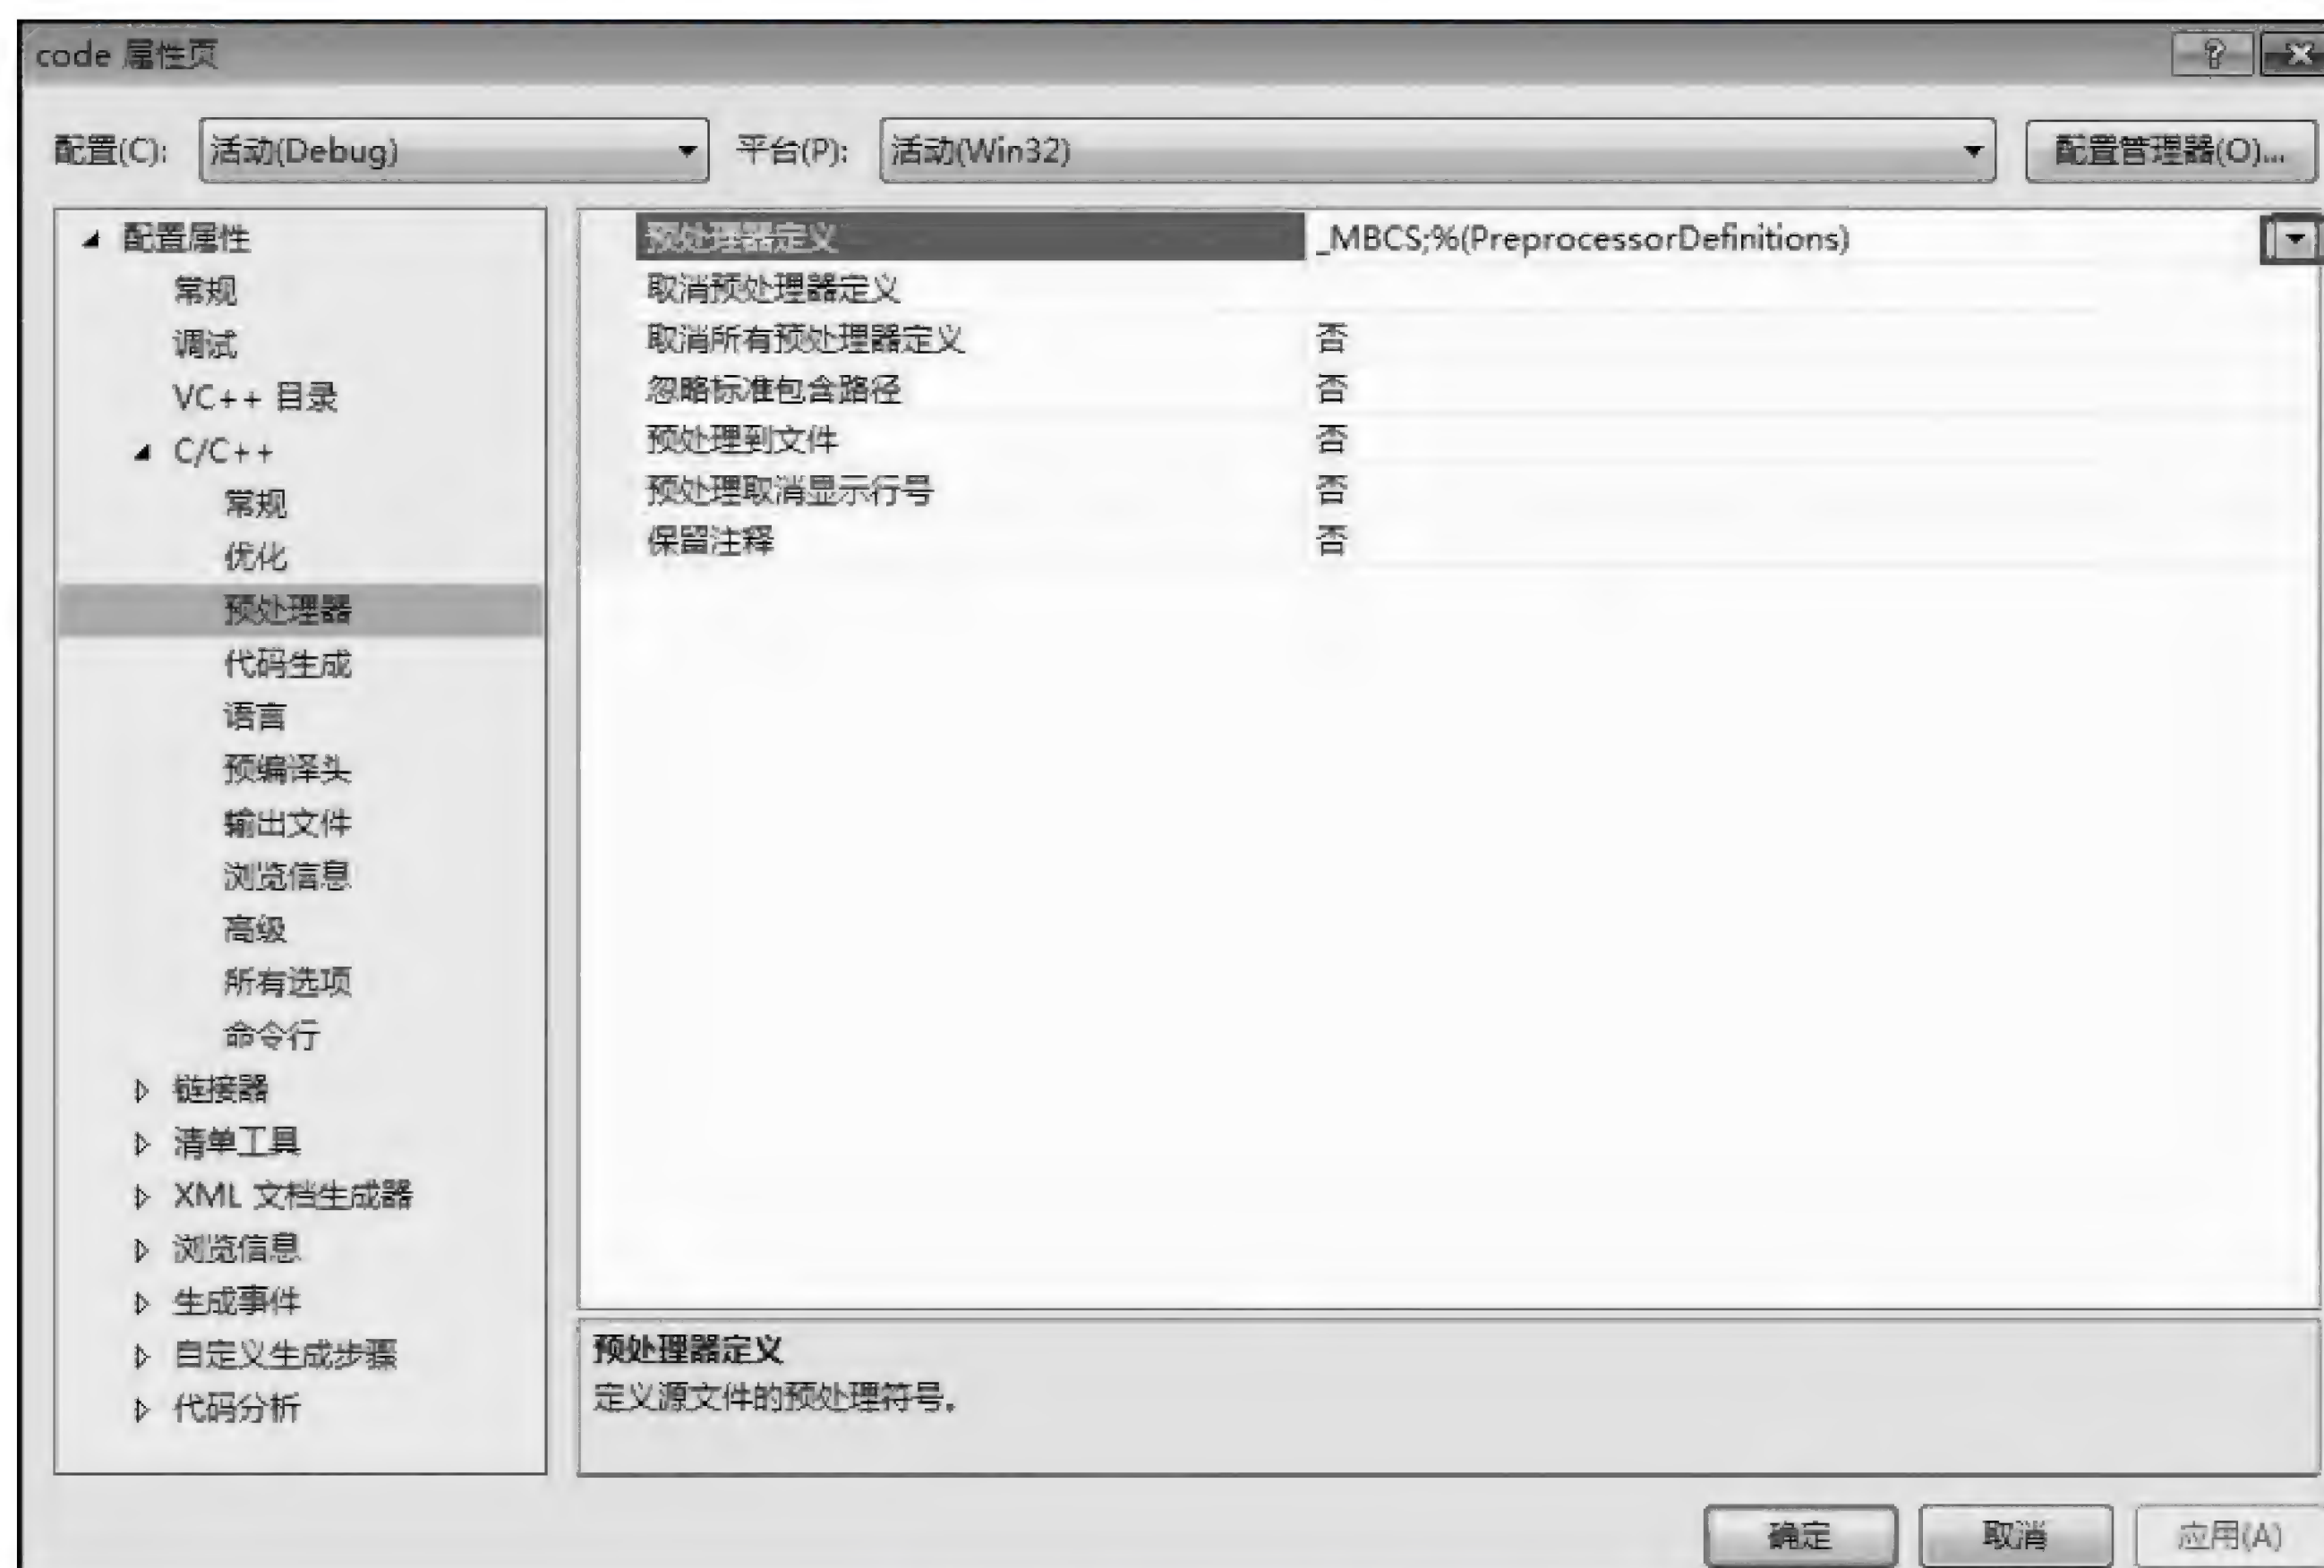 code 属性页
配置(C): 活动(Debug) 平台(P): 活动(Win32) 配置管理器(O)...
配置属性
常规
调试
VC++ 目录
C/C++
常规
优化
预处理器
代码生成
语言
预编译头
输出文件
浏览信息
高级
所有选项
命令行
链接器
清单工具
XML 文档生成器
浏览信息
生成事件
自定义生成步骤
代码分析
预处理器定义 _MBCS;%(PreprocessorDefinitions)
取消预处理器定义
取消所有预处理器定义 否
忽略标准包含路径 否
预处理到文件 否
预处理取消显示行号 否
保留注释 否
预处理器定义
定义源文件的预处理符号。
确定 取消 应用(A)